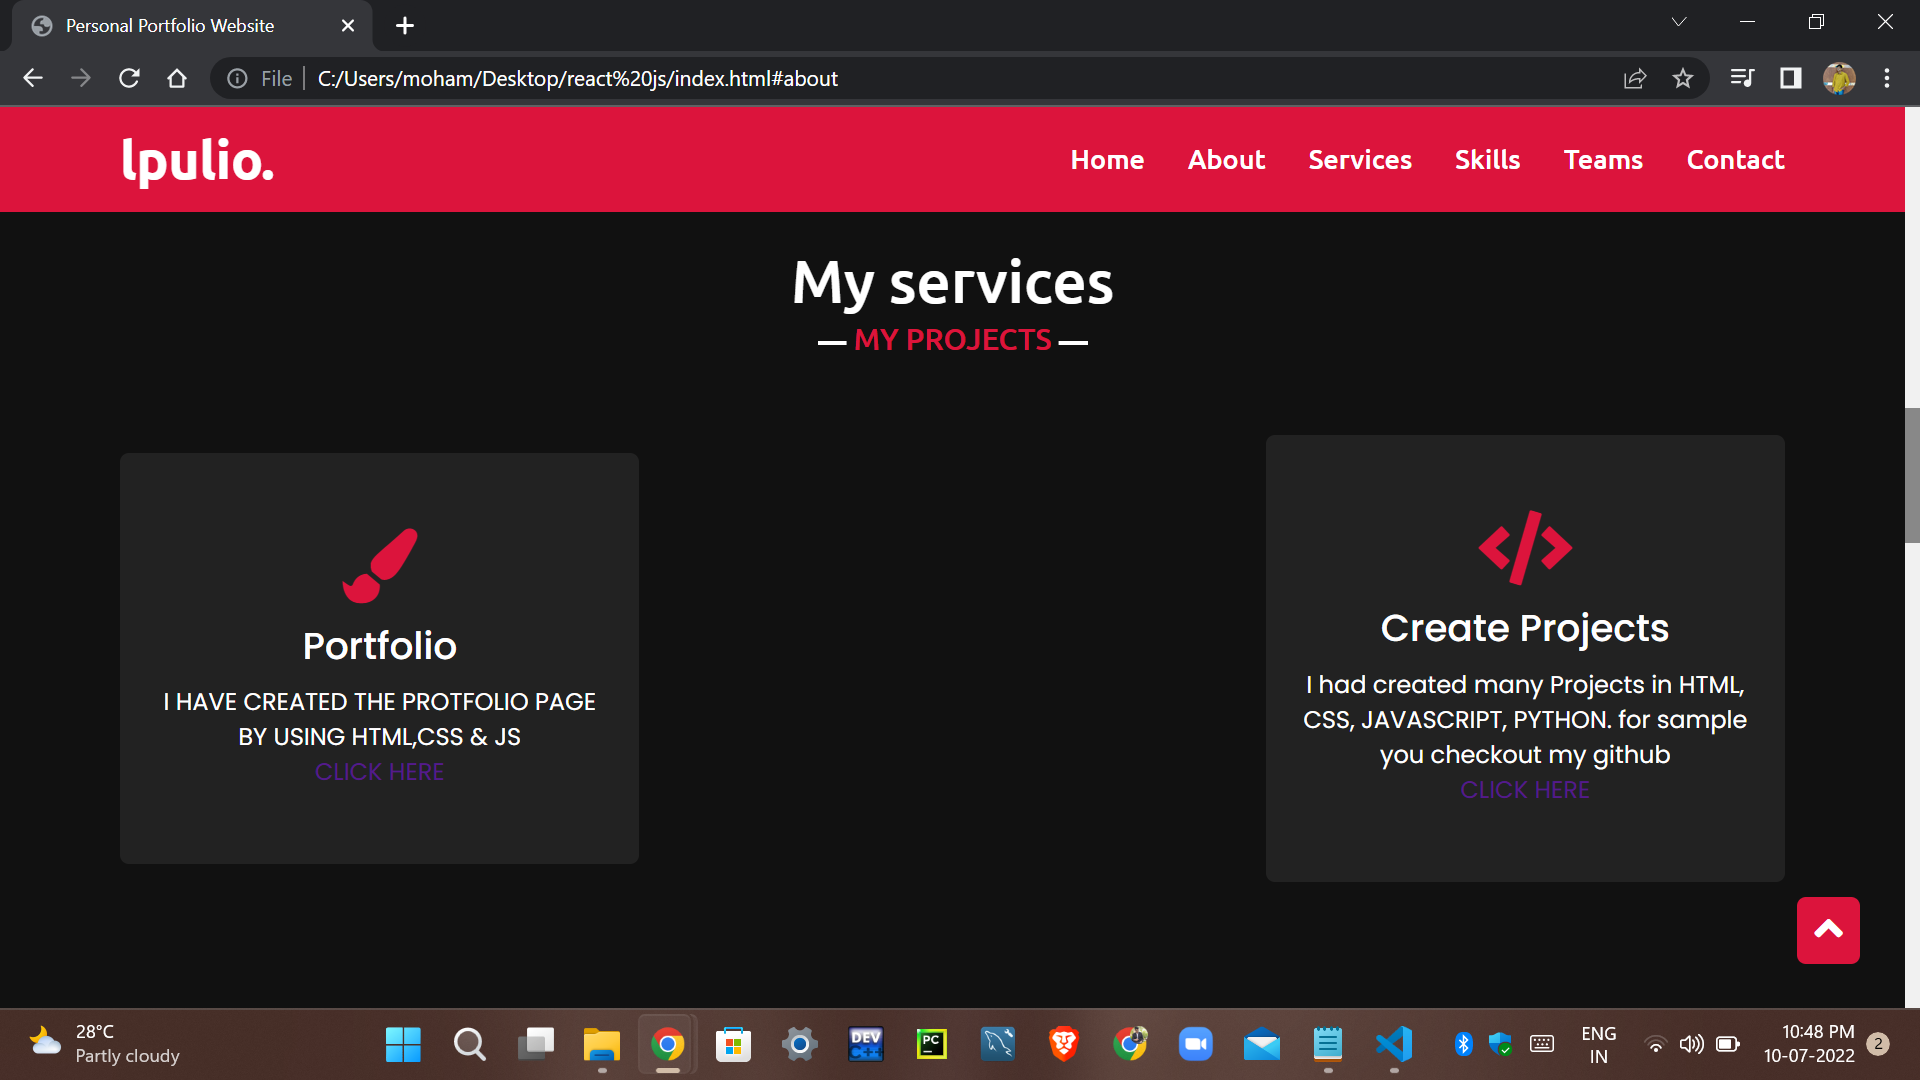 Personal Portfolio Website
File
C:/Users/moham/Desktop/react%20js/index.html#about
lpulio.
Home About Services Skills Teams Contact
My services
— MY PROJECTS —
Portfolio
I HAVE CREATED THE PROTFOLIO PAGE
BY USING HTML,CSS & JS
CLICK HERE
Create Projects
I had created many Projects in HTML,
CSS, JAVASCRIPT, PYTHON. for sample
you checkout my github
CLICK HERE
28°C
Partly cloudy
DEV
C++
PC
ENG
IN
10:48 PM
10-07-2022
2